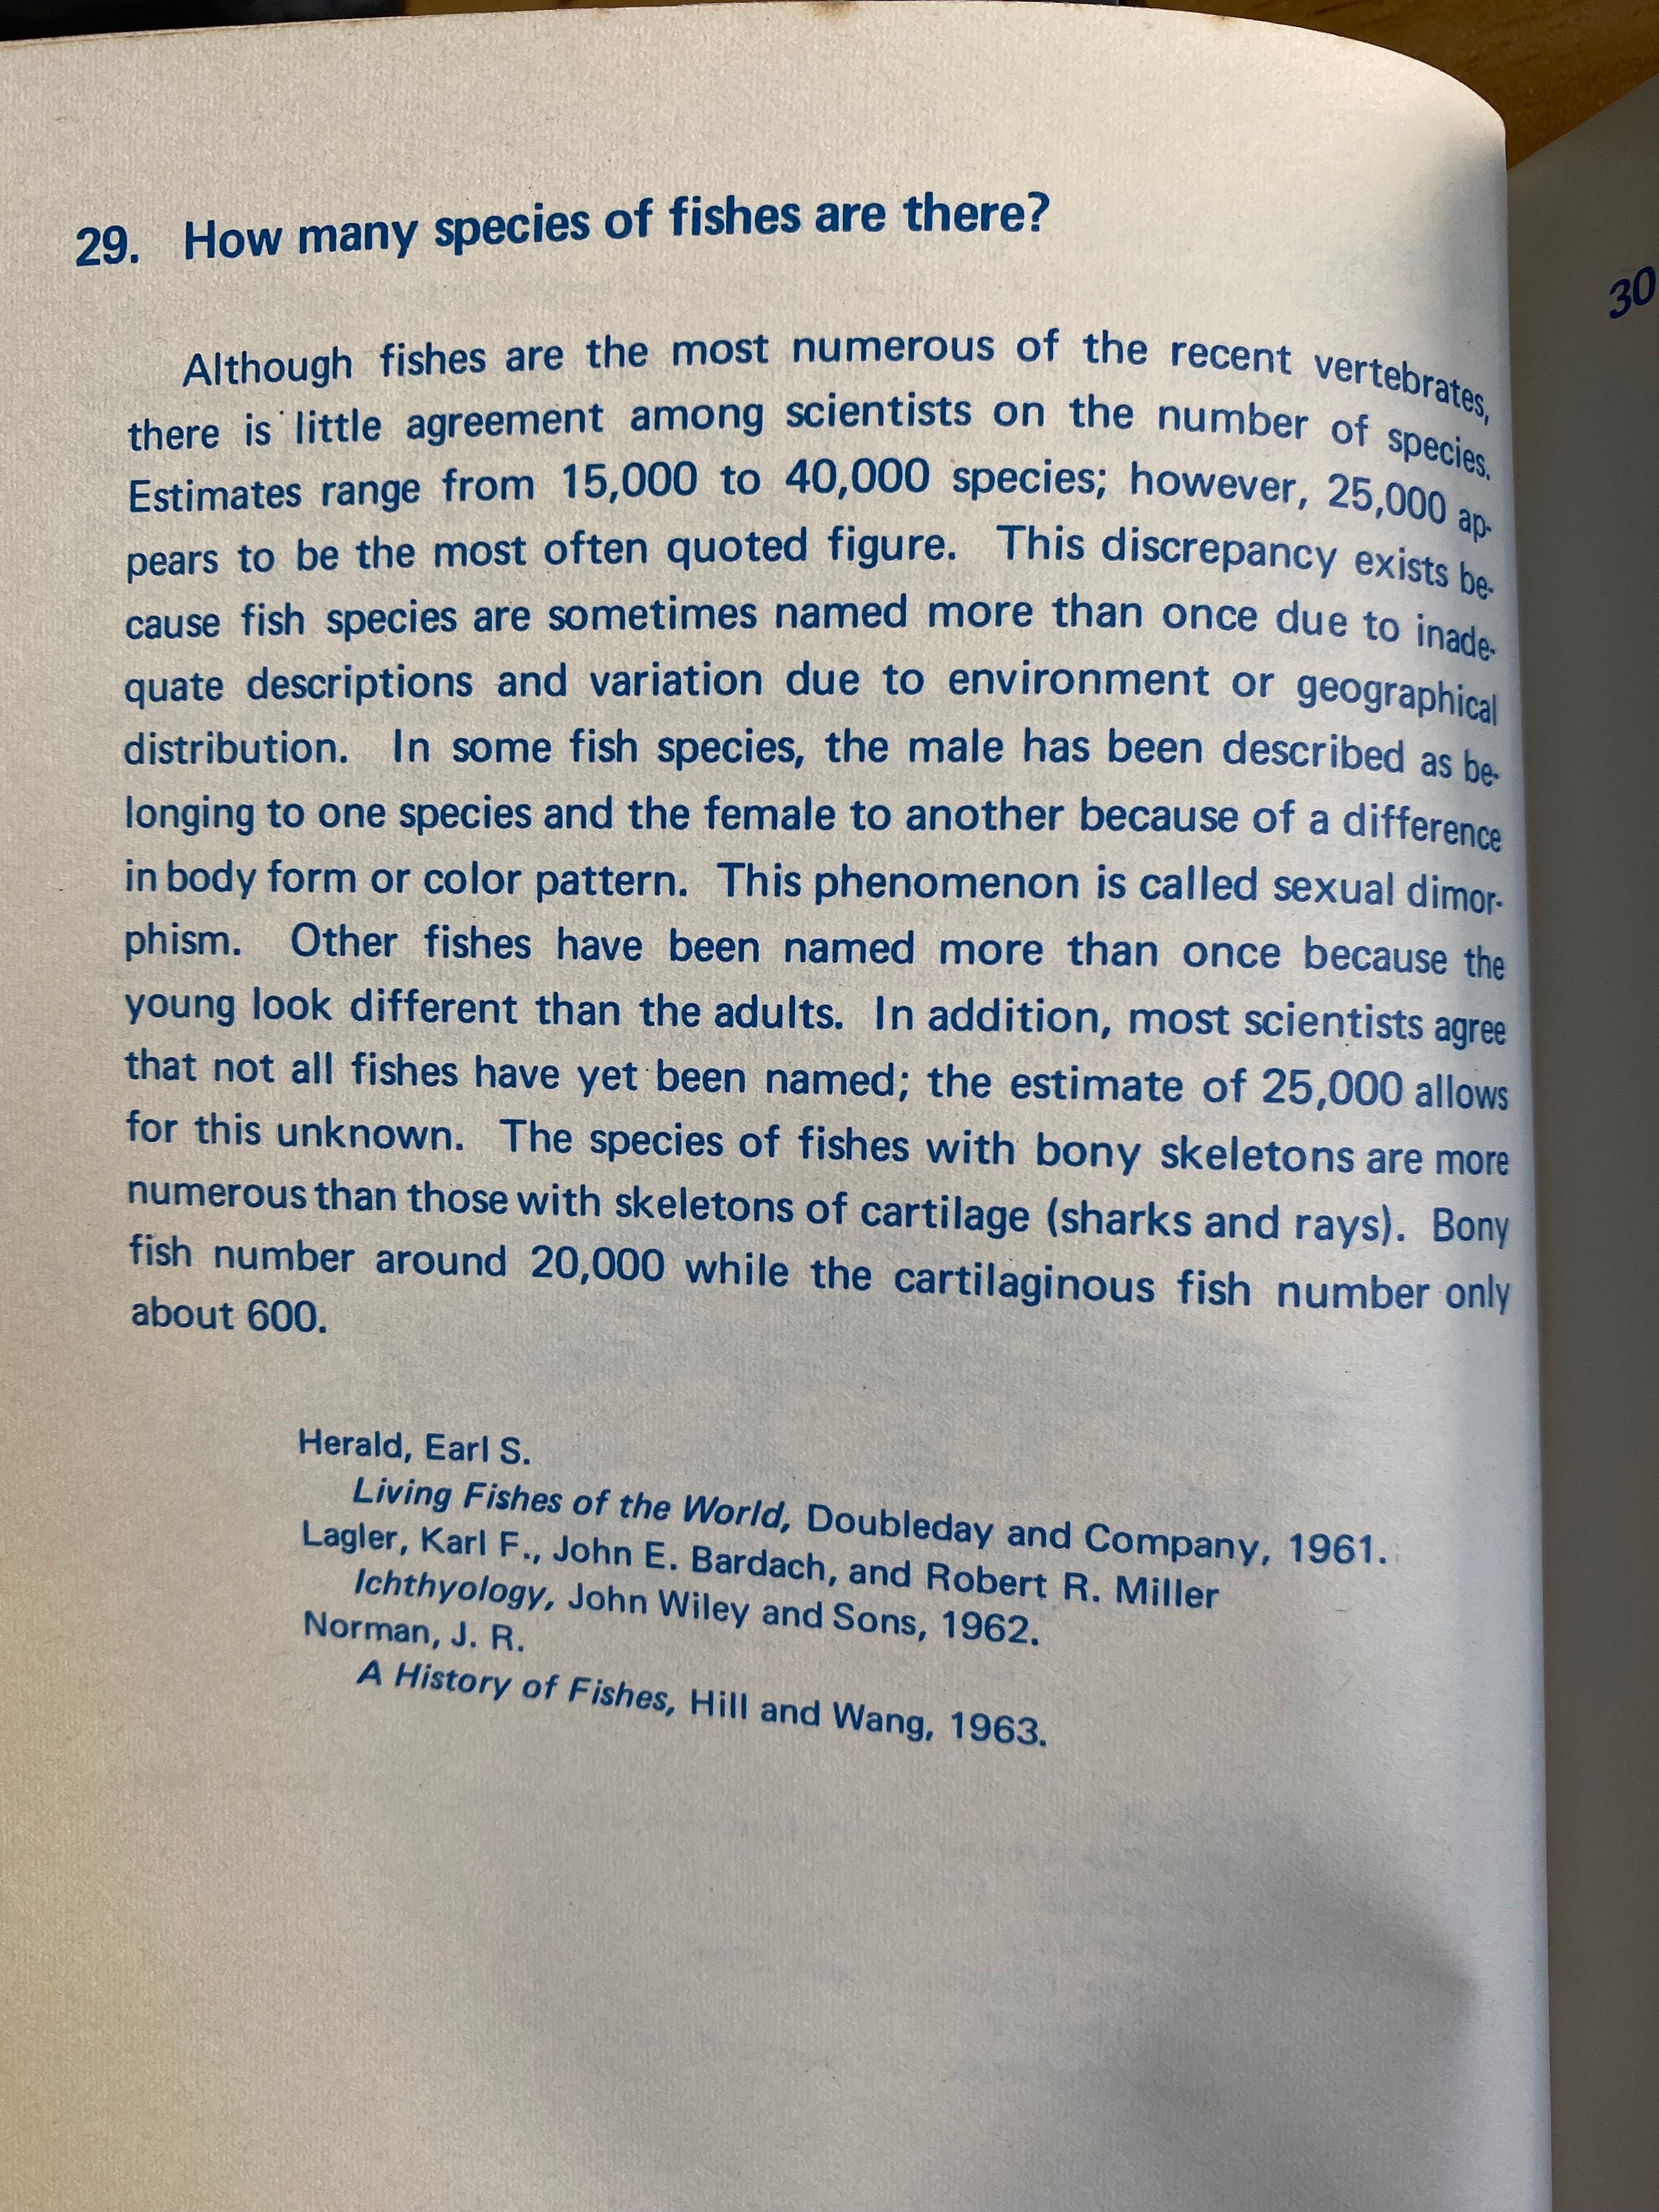 29. How many species of fishes are there?
Although fishes are the most numerous of the recent vertebrates,
there is little agreement among scientists on the number of species.
Estimates range from 15,000 to 40,000 species; however, 25,000 ap-
pears to be the most often quoted figure. This discrepancy exists be-
cause fish species are sometimes named more than once due to inade-
quate descriptions and variation due to environment or geographical
distribution. In some fish species, the male has been described as be-
longing to one species and the female to another because of a difference
in body form or color pattern. This phenomenon is called sexual dimor-
phism. Other fishes have been named more than once because the
young look different than the adults. In addition, most scientists agree
that not all fishes have yet been named; the estimate of 25,000 allows
for this unknown. The species of fishes with bony skeletons are more
numerous than those with skeletons of cartilage (sharks and rays). Bony
fish number around 20,000 while the cartilaginous fish number only
about 600.
Herald, Earl S.
Living Fishes of the World, Doubleday and Company, 1961.
Lagler, Karl F., John E. Bardach, and Robert R. Miller
Ichthyology, John Wiley and Sons, 1962.
Norman, J. R.
A History of Fishes, Hill and Wang, 1963.
30